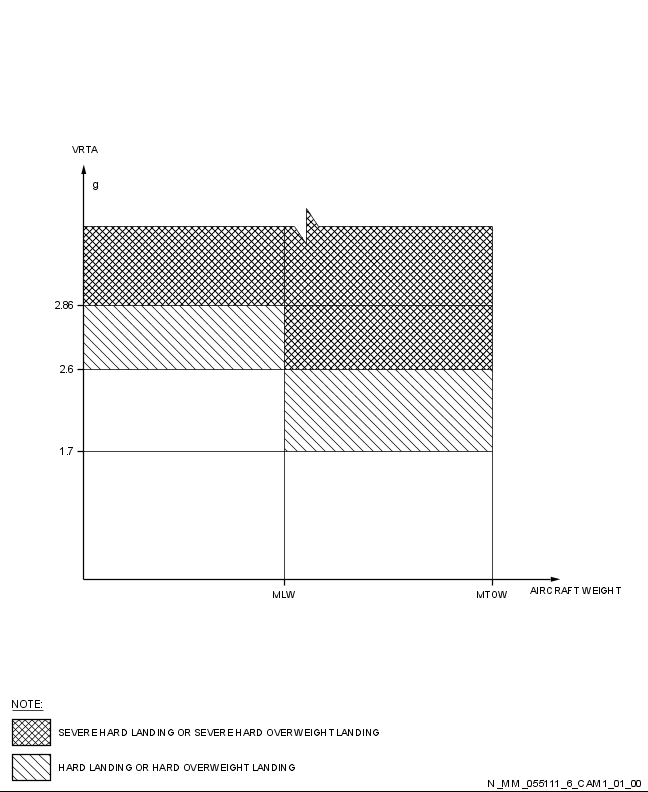 VRTA
g
2.86
2.6
1.7
MLW
MTOW
AIRCRAFT WEIGHT
NOTE:
SEVERE HARD LANDING OR SEVERE HARD OVERWEIGHT LANDING
HARD LANDING OR HARD OVERWEIGHT LANDING
N_MM_055111_6_CAM1_01_00